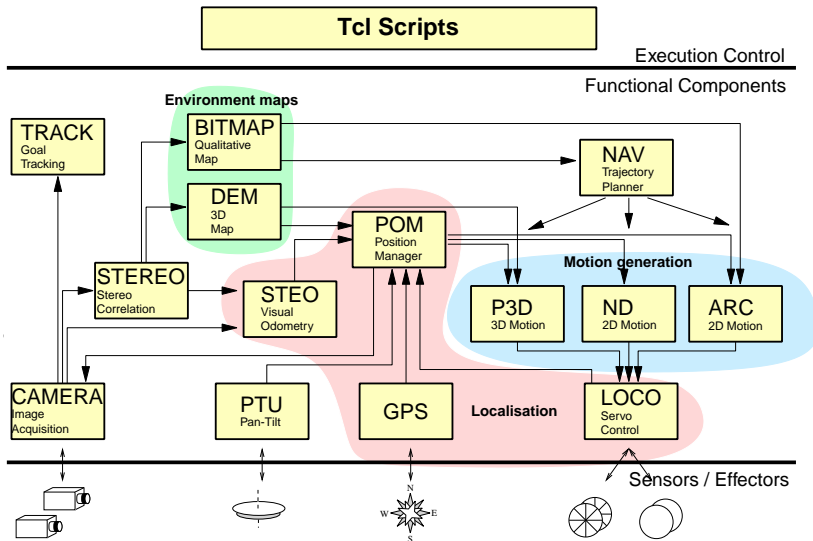 Tcl Scripts
Execution Control
Functional Components
Environment maps
TRACK
Goal
Tracking
BITMAP
Qualitative
Map
NAV
Trajectory
Planner
DEM
3D
Map
POM
Position
Manager
STEREO
Stereo
Correlation
STEO
Visual
Odometry
Motion generation
P3D
3D Motion
ND
2D Motion
ARC
2D Motion
CAMERA
Image
Acquisition
PTU
Pan-Tilt
GPS
Localisation
LOCO
Servo
Control
Sensors / Effectors
N
W
E
S